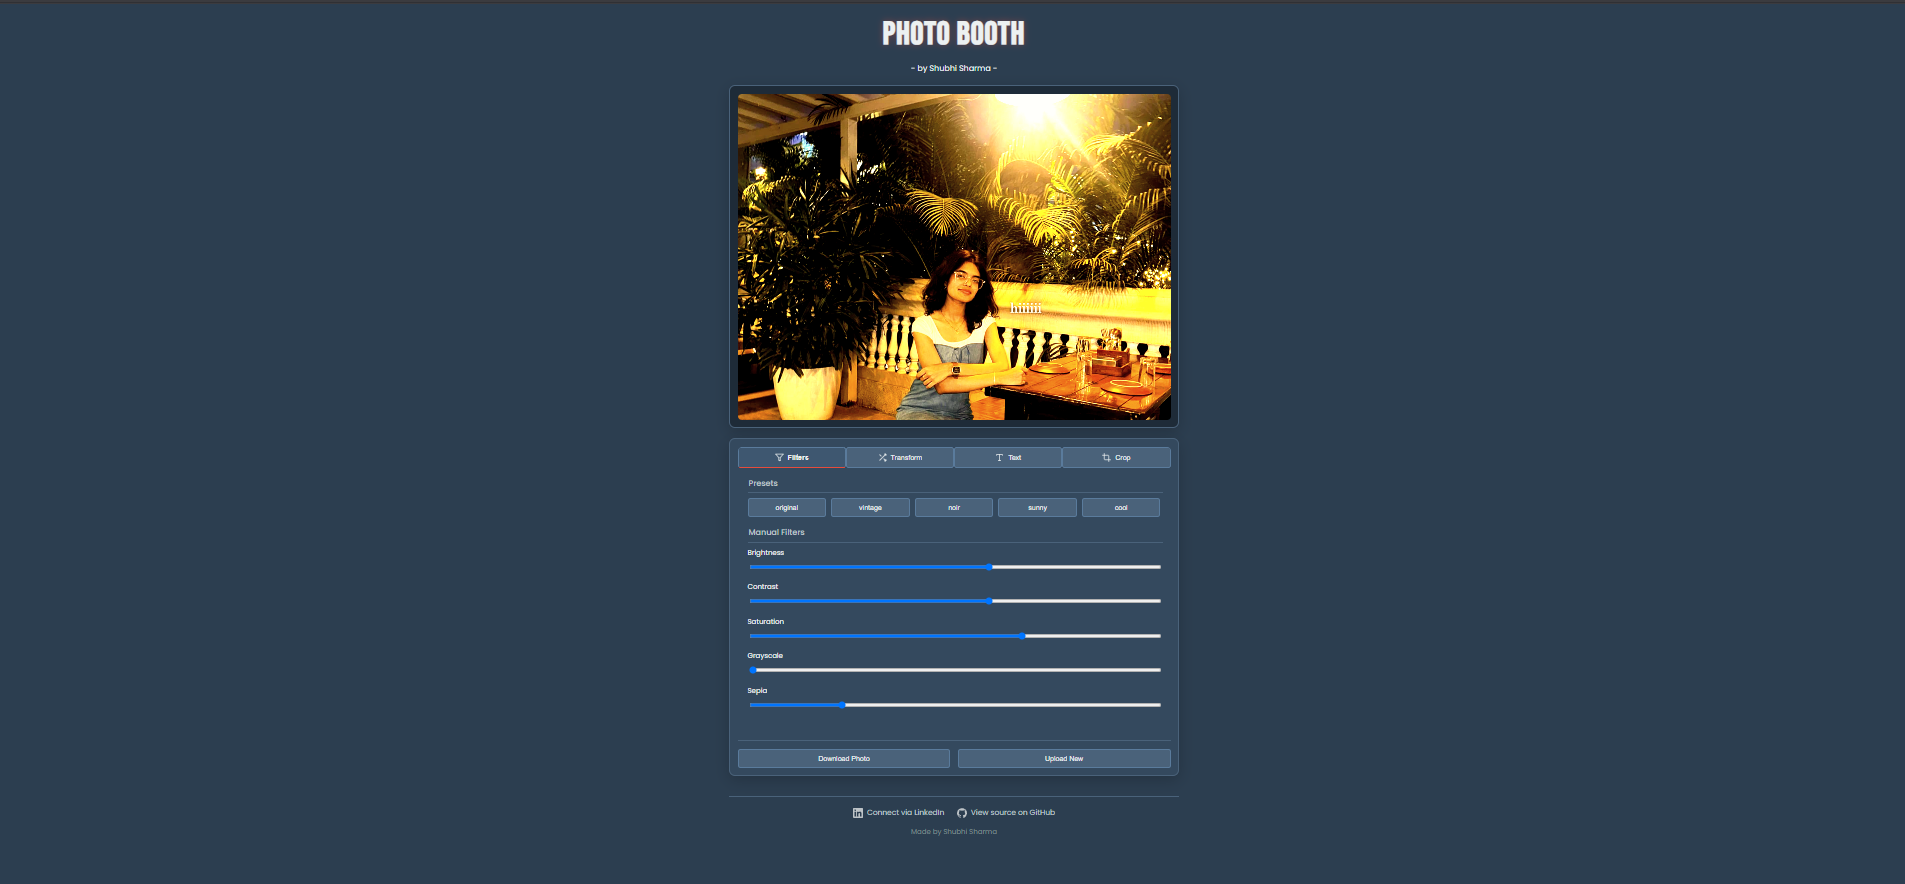 PHOTO BOOTH
~ by Shubhi Sharma ~
hiiiiii
Filters Transform Text Crop
Presets
original vintage noir sunny cool
Manual Filters
Brightness
Contrast
Saturation
Grayscale
Sepia
Download Photo Upload New
Connect via LinkedIn View source on GitHub
Made by Shubhi Sharma